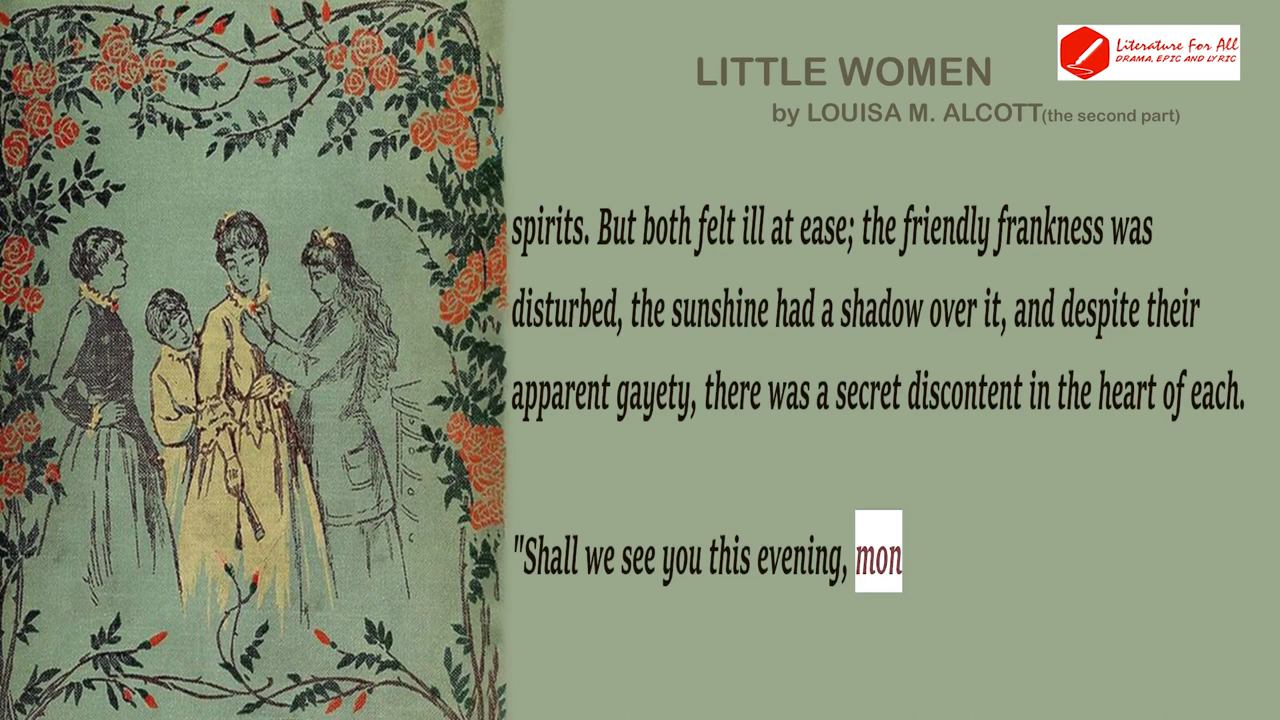 LITTLE WOMEN
by LOUISA M. ALCOTT(the second part)
Literature For All
DRAMA, EPIC AND LYRIC
spirits. But both felt ill at ease; the friendly frankness was
disturbed, the sunshine had a shadow over it, and despite their
apparent gayety, there was a secret discontent in the heart of each.
"Shall we see you this evening, mon